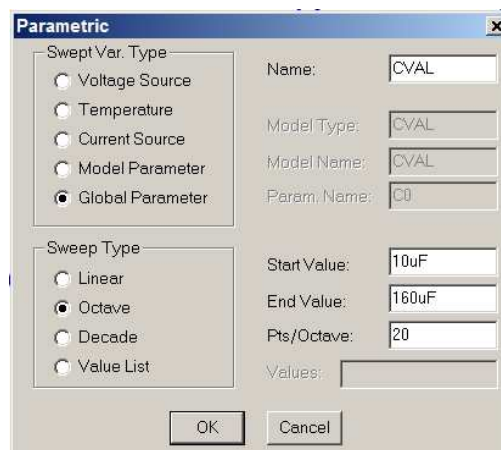 Parametric
Swept Var. Type
Voltage Source
Temperature
Current Source
Model Parameter
Global Parameter
Name: CVAL
Model Type: CVAL
Model Name: CVAL
Param. Name: C0
Sweep Type
Linear
Octave
Decade
Value List
Start Value: 10uF
End Value: 160uF
Pts/Octave: 20
Values:
OK
Cancel